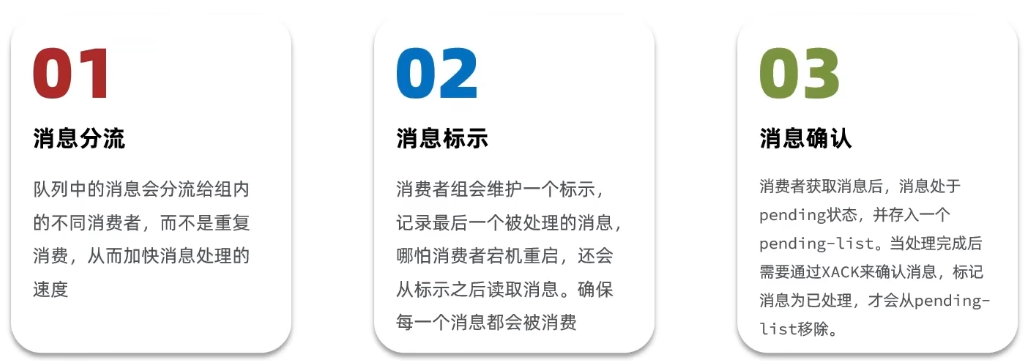 01
消息分流
队列中的消息会分流给组内
的不同消费者，而不是重复
消费，从而加快消息处理的
速度
02
消息标示
消费者组会维护一个标示，
记录最后一个被处理的消息，
哪怕消费者宕机重启，还会
从标示之后读取消息。确保
每一个消息都会被消费
03
消息确认
消费者获取消息后，消息处于
pending状态，并存入一个
pending-list。当处理完成后
需要通过XACK来确认消息，标记
消息为已处理，才会从pending-
list移除。